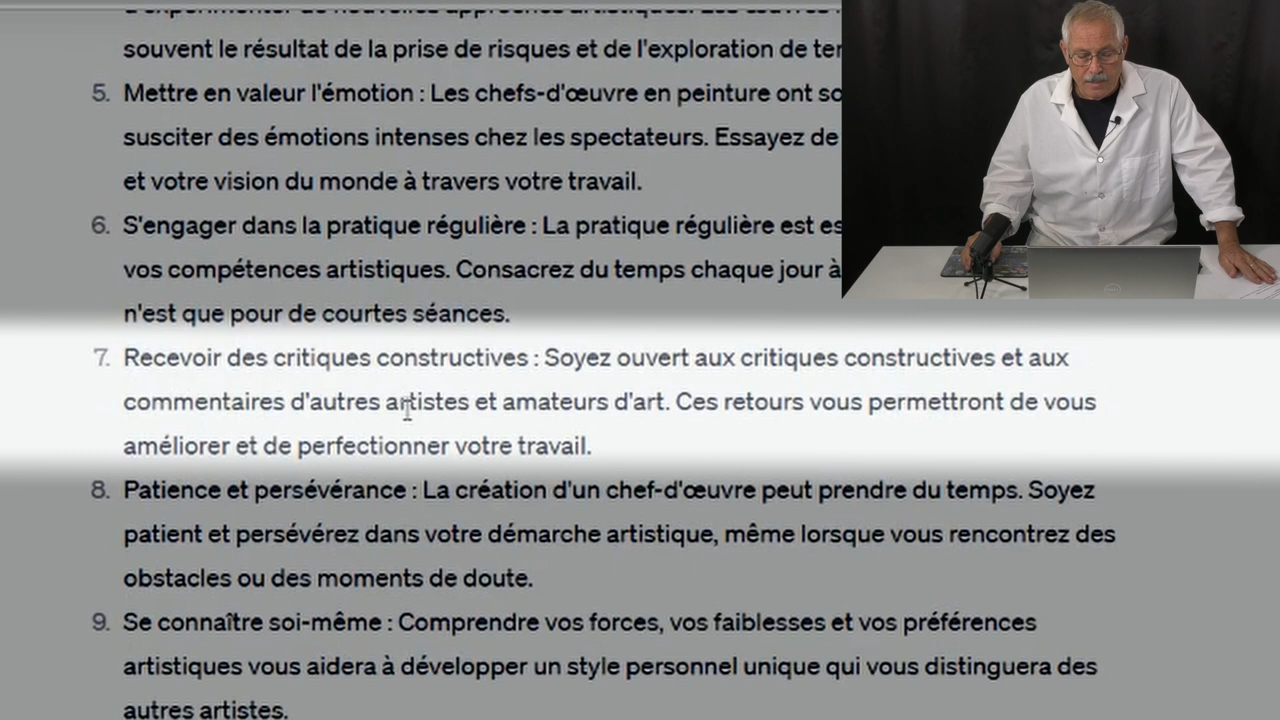 souvent le résultat de la prise de risques et de l'exploration de
5. Mettre en valeur l'émotion : Les chefs-d'œuvre en peinture ont
susciter des émotions intenses chez les spectateurs. Essayez de
et votre vision du monde à travers votre travail.
6. S'engager dans la pratique régulière : La pratique régulière est
vos compétences artistiques. Consacrez du temps chaque jour à
n'est que pour de courtes séances.
7. Recevoir des critiques constructives : Soyez ouvert aux critiques constructives et aux
commentaires d'autres artistes et amateurs d'art. Ces retours vous permettront de vous
améliorer et de perfectionner votre travail.
8. Patience et persévérance : La création d'un chef-d'œuvre peut prendre du temps. Soyez
patient et persévérez dans votre démarche artistique, même lorsque vous rencontrez des
obstacles ou des moments de doute.
9. Se connaître soi-même : Comprendre vos forces, vos faiblesses et vos préférences
artistiques vous aidera à développer un style personnel unique qui vous distinguera des
autres artistes.